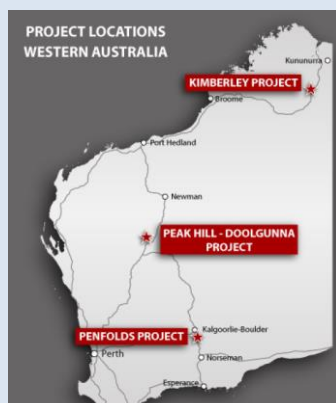 PROJECT LOCATIONS
WESTERN AUSTRALIA
Kununurra
KIMBERLEY PROJECT
Broome
Port Hedland
Newman
PEAK HILL - DOOLGUNNA
PROJECT
PENFOLDS PROJECT
Kalgoorlie-Boulder
Perth
Norseman
Esperance